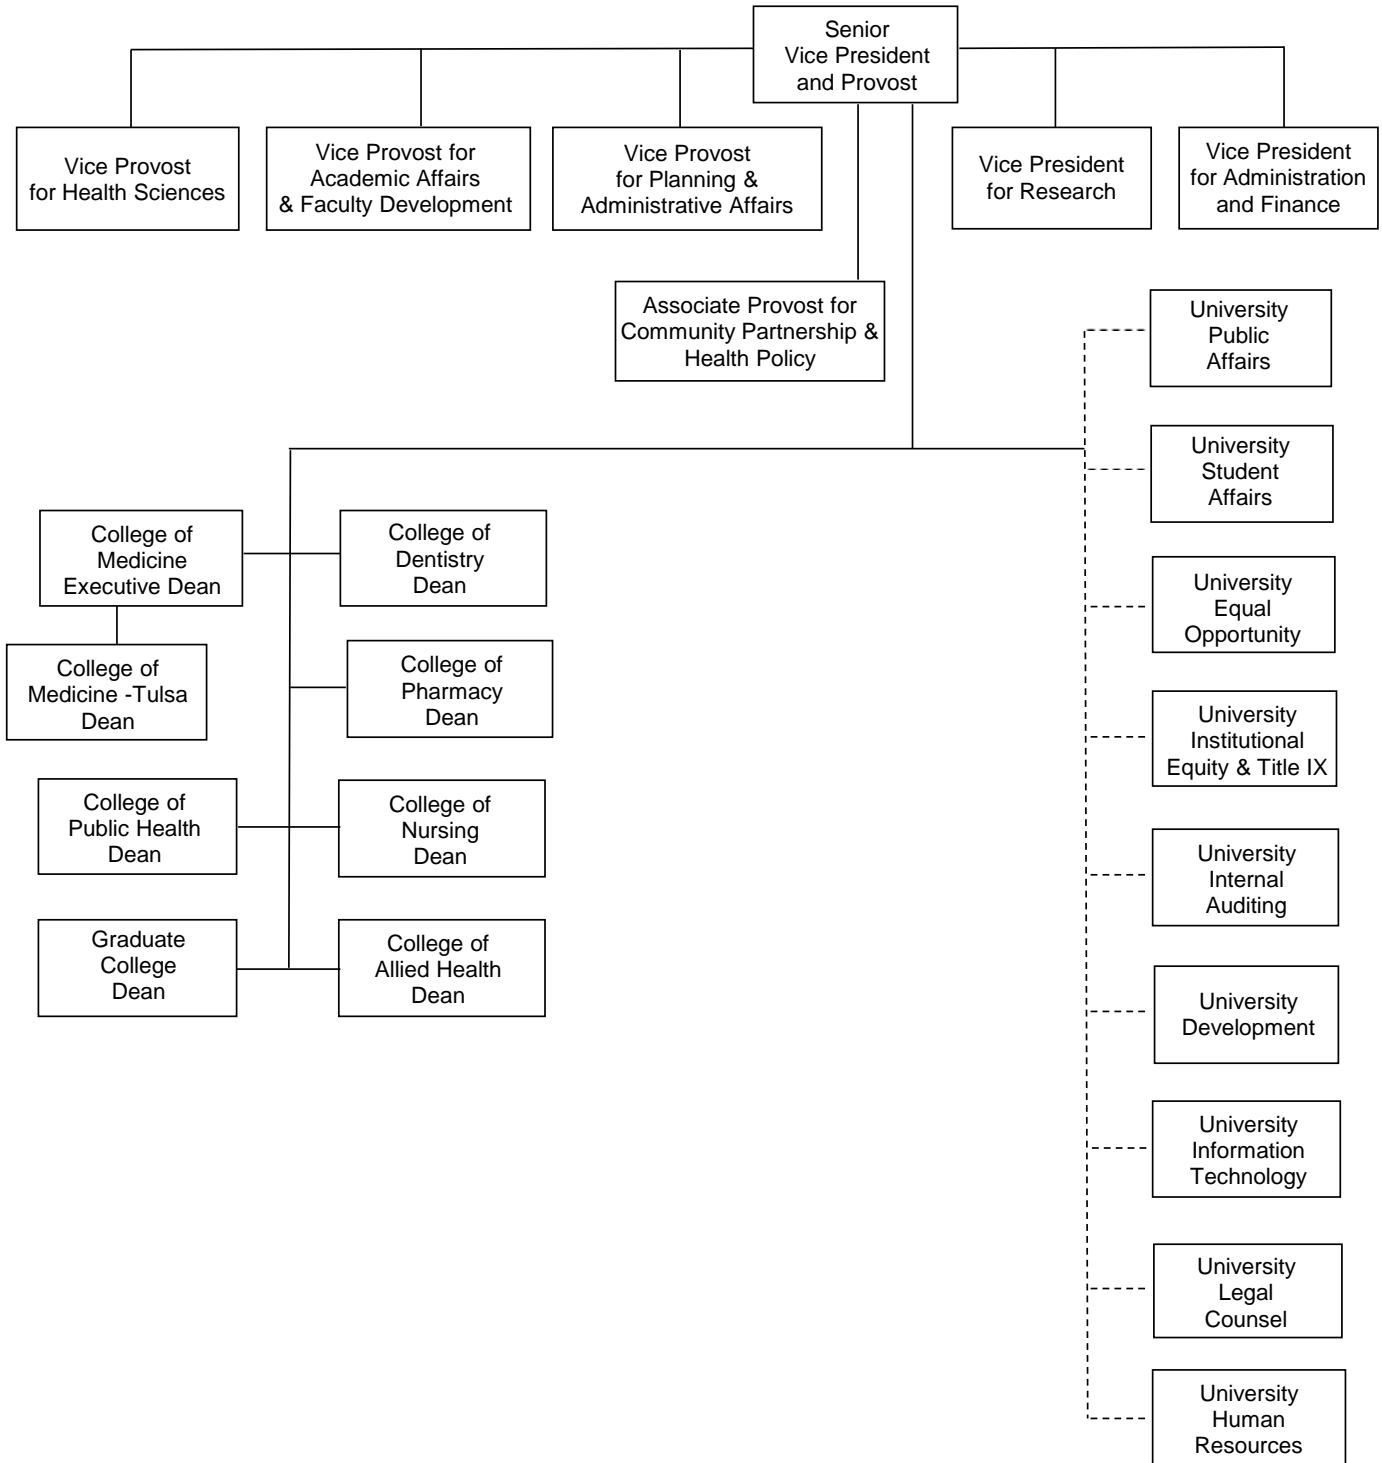 Senior
Vice President
and Provost
Vice Provost
for Health Sciences
Vice Provost for
Academic Affairs
& Faculty Development
Vice Provost
for Planning &
Administrative Affairs
Vice President
for Research
Vice President
for Administration
and Finance
Associate Provost for
Community Partnership &
Health Policy
University
Public
Affairs
University
Student
Affairs
College of
Medicine
Executive Dean
College of
Dentistry
Dean
University
Equal
Opportunity
College of
Medicine -Tulsa
Dean
College of
Pharmacy
Dean
University
Institutional
Equity & Title IX
College of
Public Health
Dean
College of
Nursing
Dean
University
Internal
Auditing
Graduate
College
Dean
College of
Allied Health
Dean
University
Development
University
Information
Technology
University
Legal
Counsel
University
Human
Resources